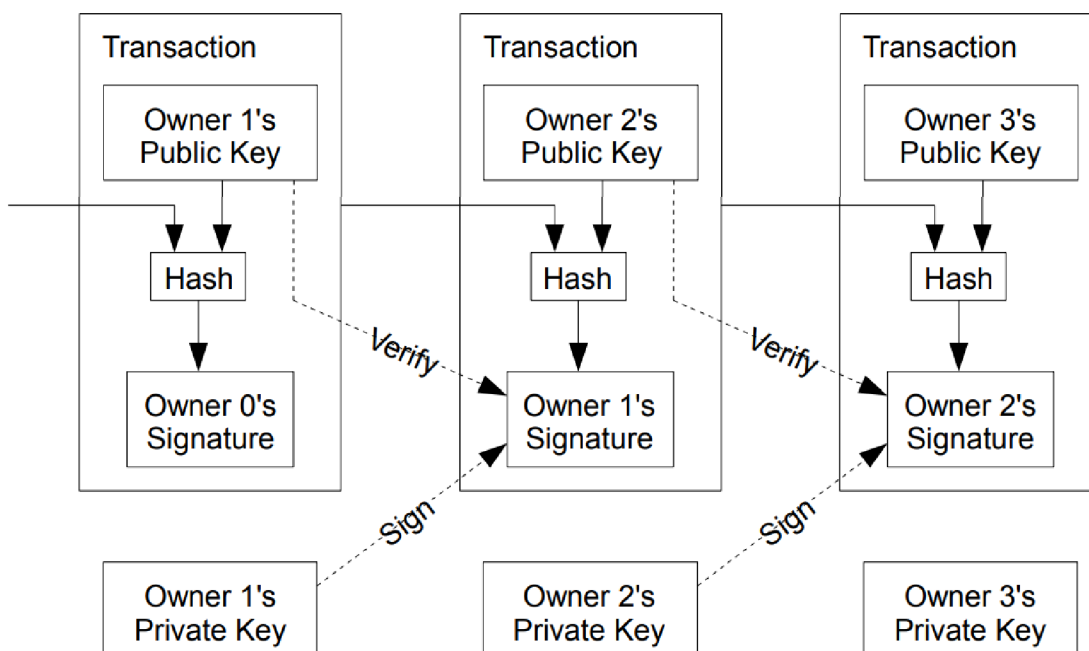 Transaction
Transaction
Transaction
Owner 1's
Public Key
Owner 2's
Public Key
Owner 3's
Public Key
Hash
Hash
Hash
Verify
Verify
Owner 0's
Signature
Owner 1's
Signature
Owner 2's
Signature
Sign
Sign
Owner 1's
Private Key
Owner 2's
Private Key
Owner 3's
Private Key